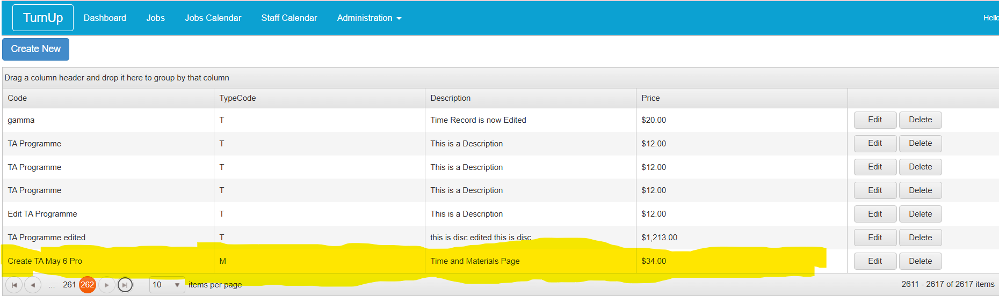 TurnUp Dashboard Jobs Jobs Calendar Staff Calendar Administration Hello
Create New
Drag a column header and drop it here to group by that column
Code TypeCode Description Price
gamma T Time Record is now Edited $20.00 Edit Delete
TA Programme T This is a Description $12.00 Edit Delete
TA Programme T This is a Description $12.00 Edit Delete
TA Programme T This is a Description $12.00 Edit Delete
Edit TA Programme T This is a Description $12.00 Edit Delete
TA Programme edited T this is disc edited this is disc $1,213.00 Edit Delete
Create TA May 6 Pro M Time and Materials Page $34.00 Edit Delete
... 261 262 10 items per page 2611 - 2617 of 2617 items